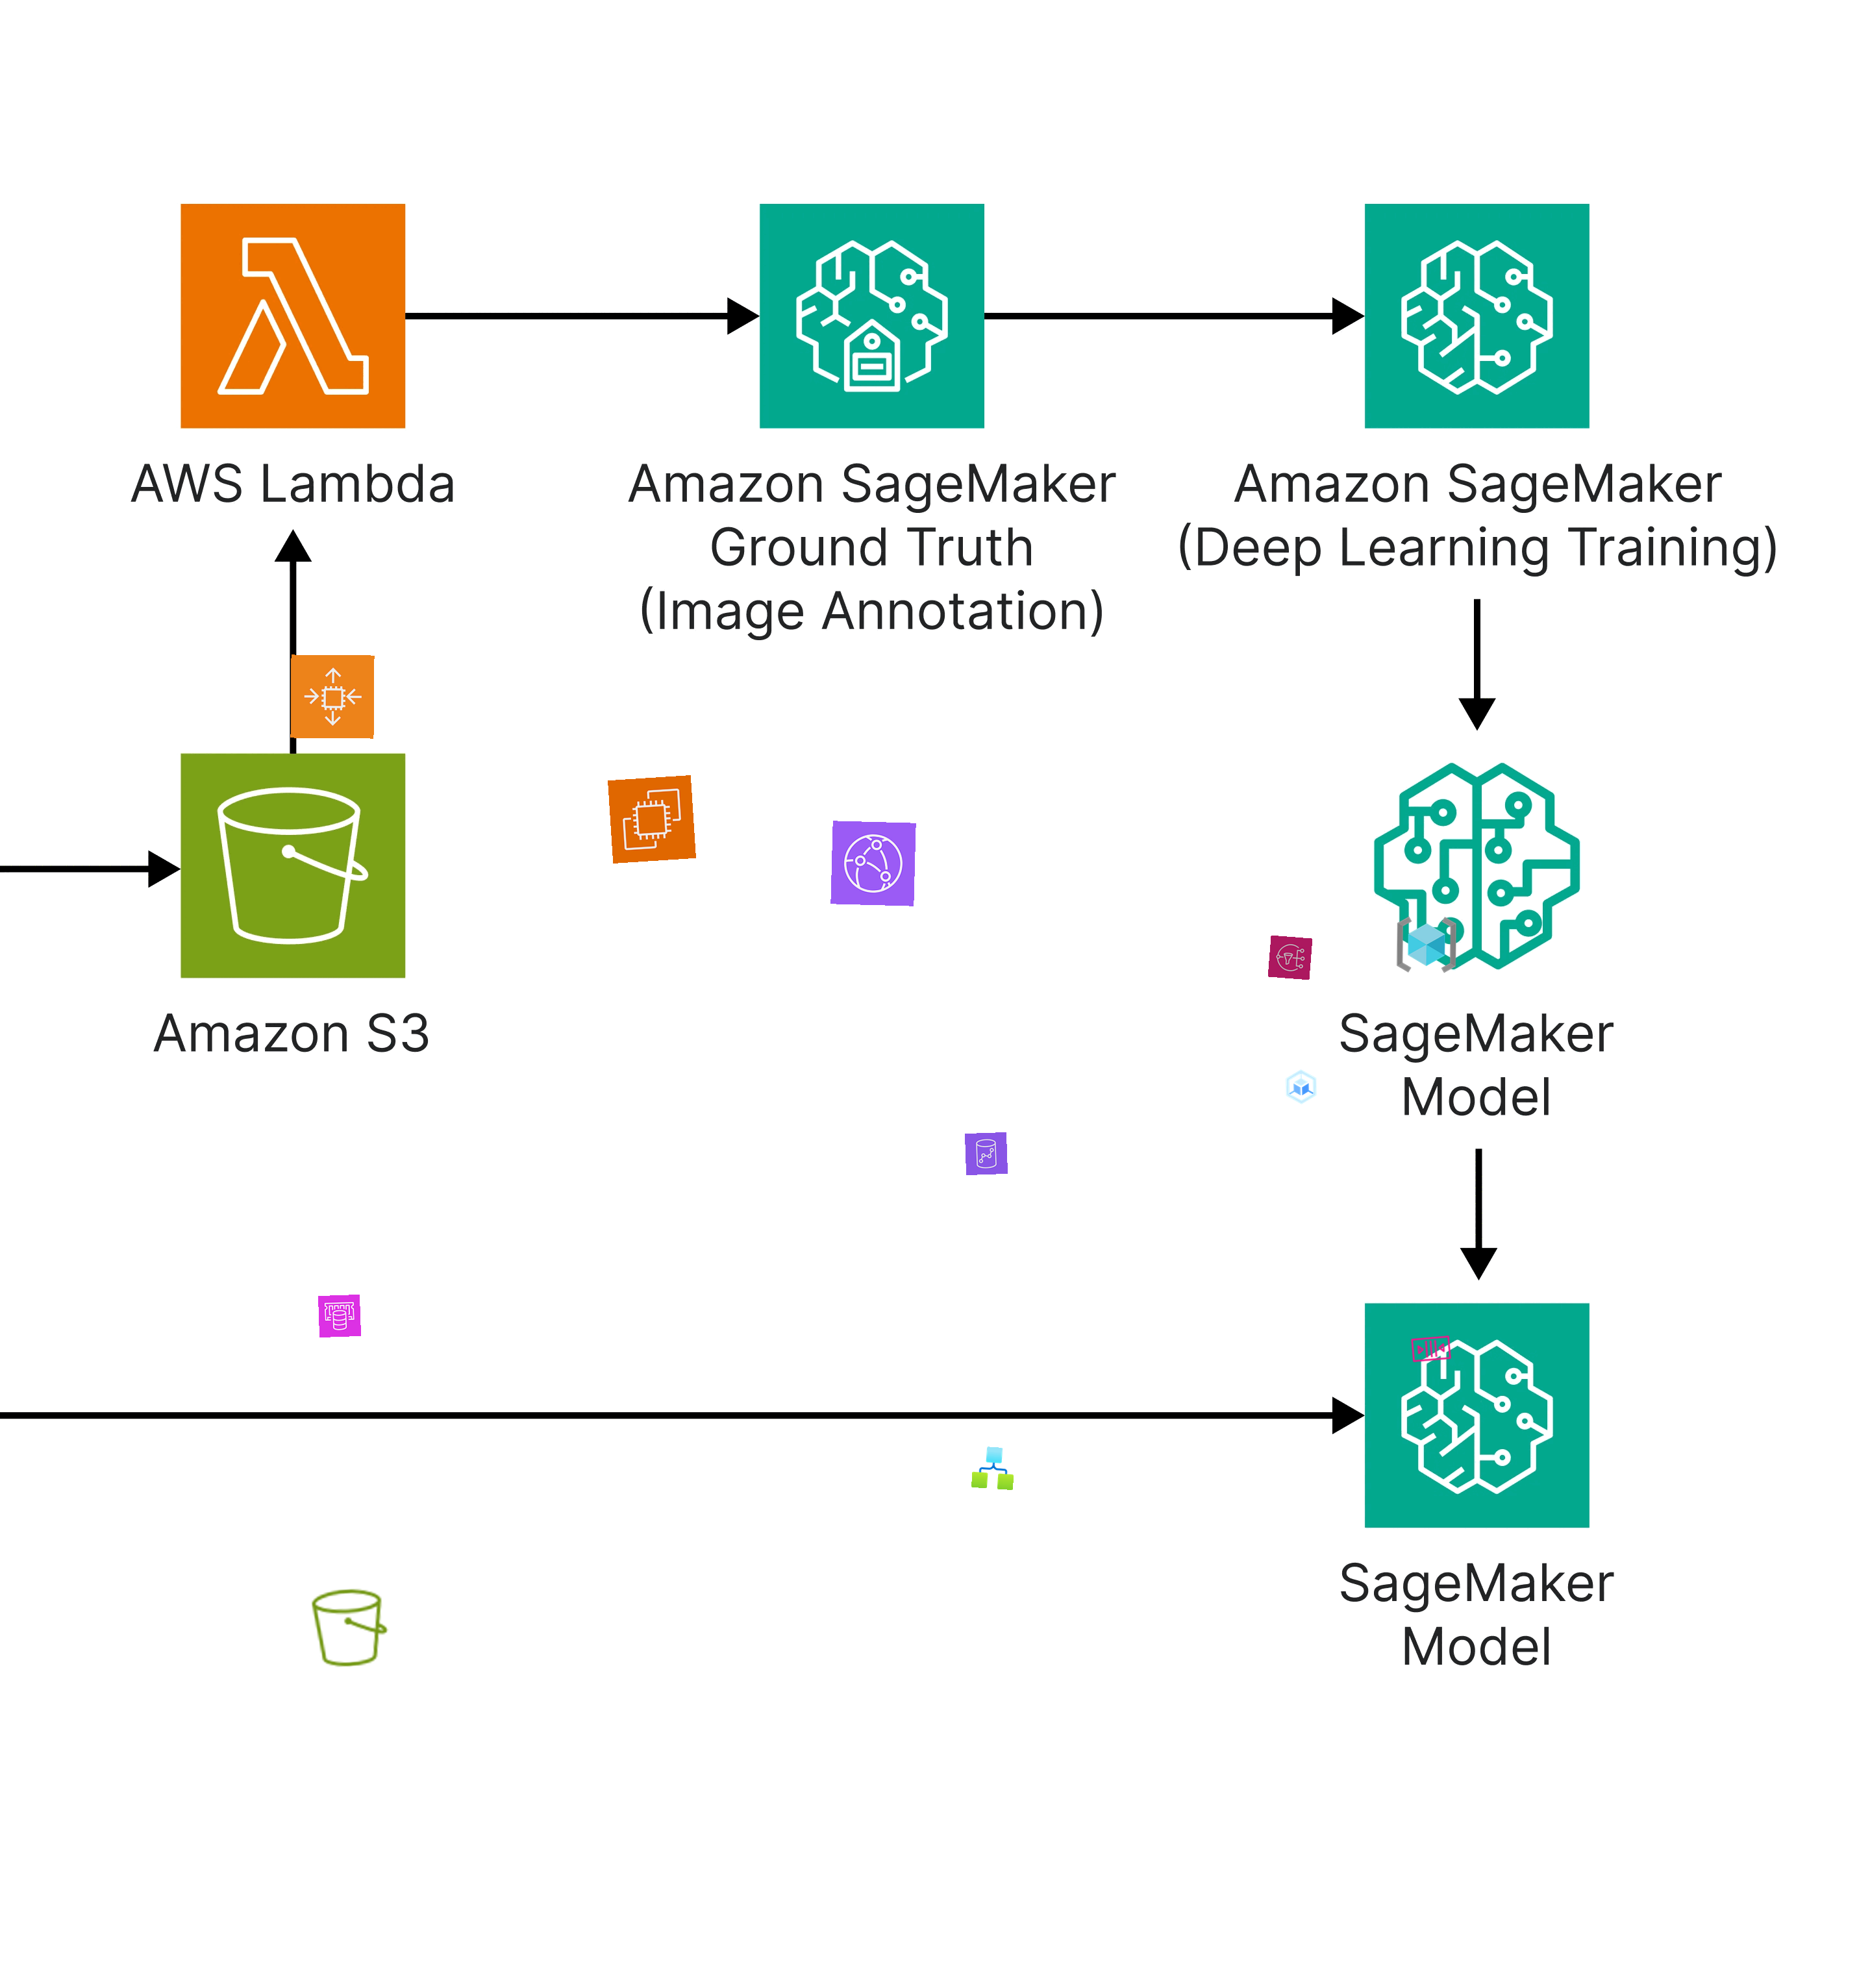 AWS Lambda
Amazon SageMaker
Ground Truth
(Image Annotation)
Amazon SageMaker
(Deep Learning Training)
Amazon S3
SageMaker
Model
SageMaker
Model